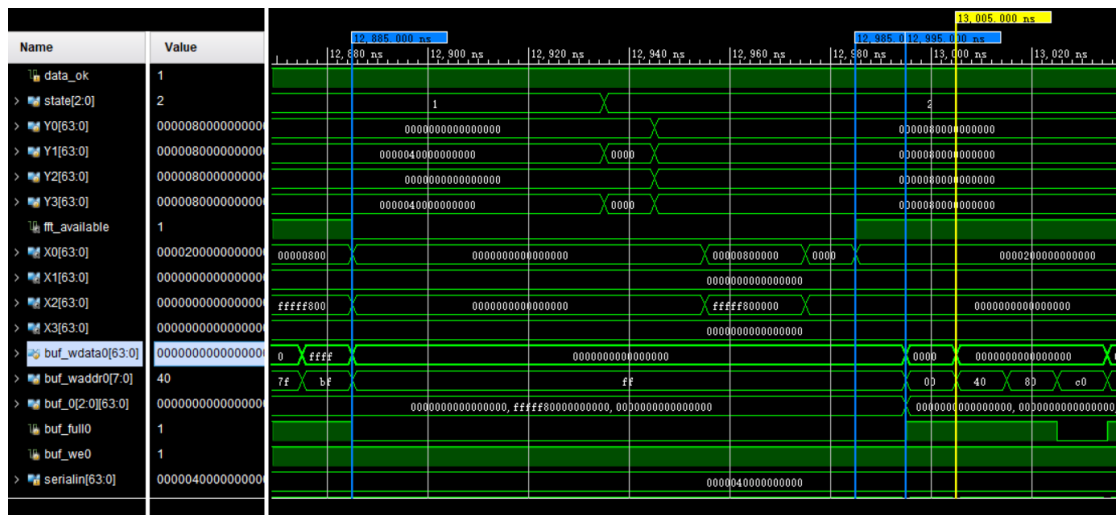 13,005.000 ns
12,885.000 ns 12,985.0 12,995.000 ns
Name Value 12,880 ns 12,900 ns 12,920 ns 12,940 ns 12,960 ns 12,980 ns 13,000 ns 13,020 ns
data_ok 1
state[2:0] 2 1 2
Y0[63:0] 000008000000000 0000000000000000 0000080000000000
Y1[63:0] 000008000000000 0000040000000000 0000 0000080000000000
Y2[63:0] 000008000000000 0000000000000000 0000080000000000
Y3[63:0] 000008000000000 0000040000000000 0000 0000080000000000
fft_available 1
X0[63:0] 000020000000000 00000800 0000000000000000 00000800000 0000 0000200000000000
X1[63:0] 000000000000000 0000000000000000
X2[63:0] 000000000000000 fffff800 0000000000000000 fffff800000 0000000000000000
X3[63:0] 000000000000000 0000000000000000
buf_wdata0[63:0] 000000000000000 0 ffff 0000000000000000 0000 0000000000000000
buf_waddr0[7:0] 40 7f bf ff 00 40 80 c0
buf_0[2:0][63:0] 000000000000000 0000000000000000, fffff80000000000, 0000000000000000 0000000000000000, 0000000000000000,
buf_full0 1
buf_we0 1
serialin[63:0] 000004000000000 0000040000000000